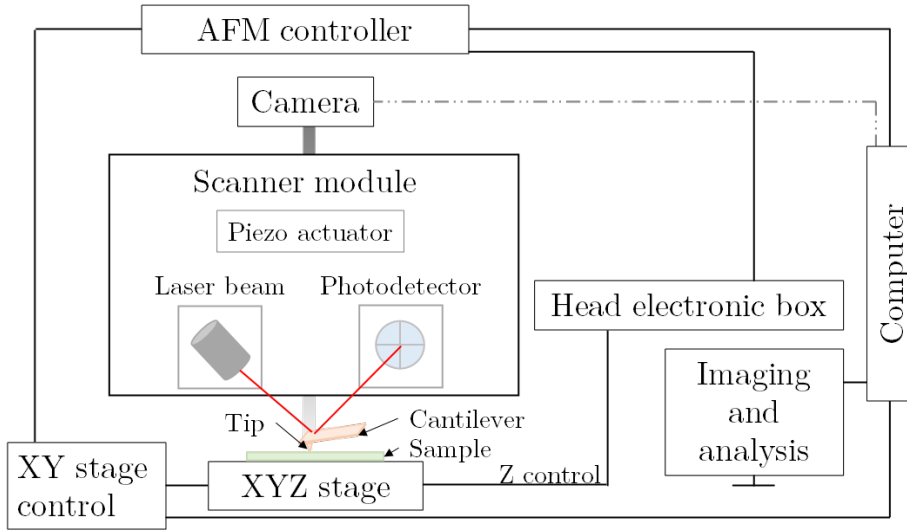 AFM controller
Camera
Scanner module
Piezo actuator
Laser beam
Photodetector
Head electronic box
Computer
Imaging
and
analysis
Tip
Cantilever
Sample
XY stage
control
XYZ stage
Z control